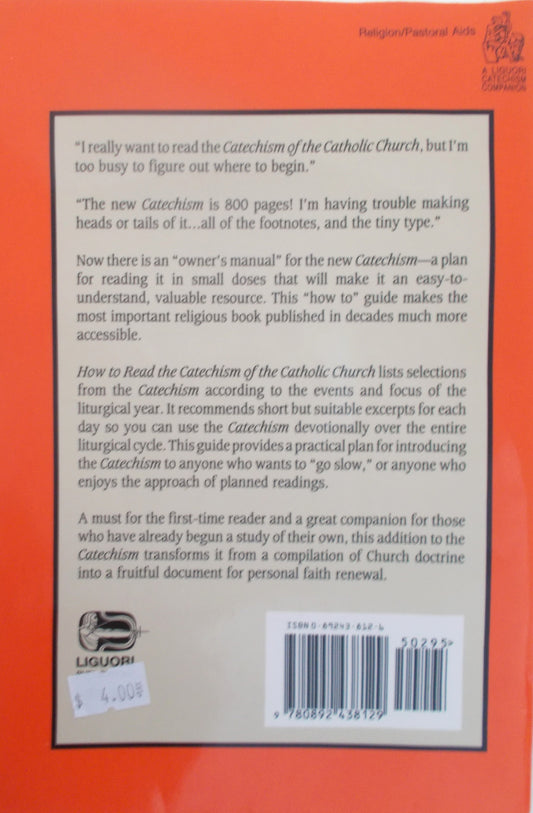 Religion/Pastoral Aids
A LIGUORI
CATECHISM
COMPANION
“I really want to read the Catechism of the Catholic Church, but I'm
too busy to figure out where to begin.”
“The new Catechism is 800 pages! I'm having trouble making
heads or tails of it...all of the footnotes, and the tiny type.”
Now there is an “owner's manual” for the new Catechism—a plan
for reading it in small doses that will make it an easy-to-
understand, valuable resource. This “how to” guide makes the
most important religious book published in decades much more
accessible.
How to Read the Catechism of the Catholic Church lists selections
from the Catechism according to the events and focus of the
liturgical year. It recommends short but suitable excerpts for each
day so you can use the Catechism devotionally over the entire
liturgical cycle. This guide provides a practical plan for introducing
the Catechism to anyone who wants to “go slow,” or anyone who
enjoys the approach of planned readings.
A must for the first-time reader and a great companion for those
who have already begun a study of their own, this addition to the
Catechism transforms it from a compilation of Church doctrine
into a fruitful document for personal faith renewal.
LIGUORI
$ 4.00
ISBN 0-89243-812-6
50295>
9 780892 438129